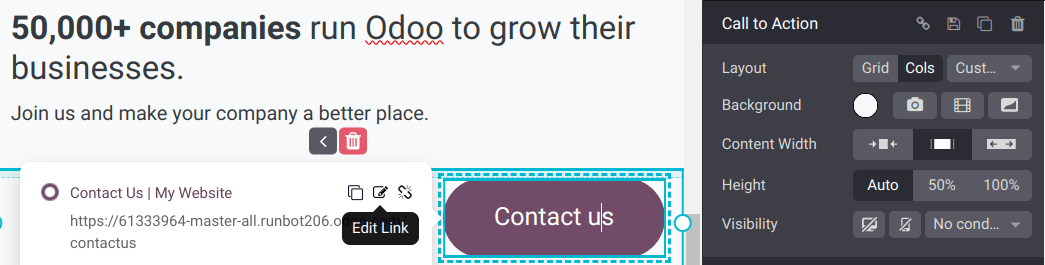 50,000+ companies run Odoo to grow their
businesses.
Join us and make your company a better place.
Contact Us | My Website
https://61333964-master-all.runbot206.od
contactus
Edit Link
Contact us
Call to Action
Layout
Grid
Cols
Cust...
Background
Content Width
Height
Auto
50%
100%
Visibility
No cond...